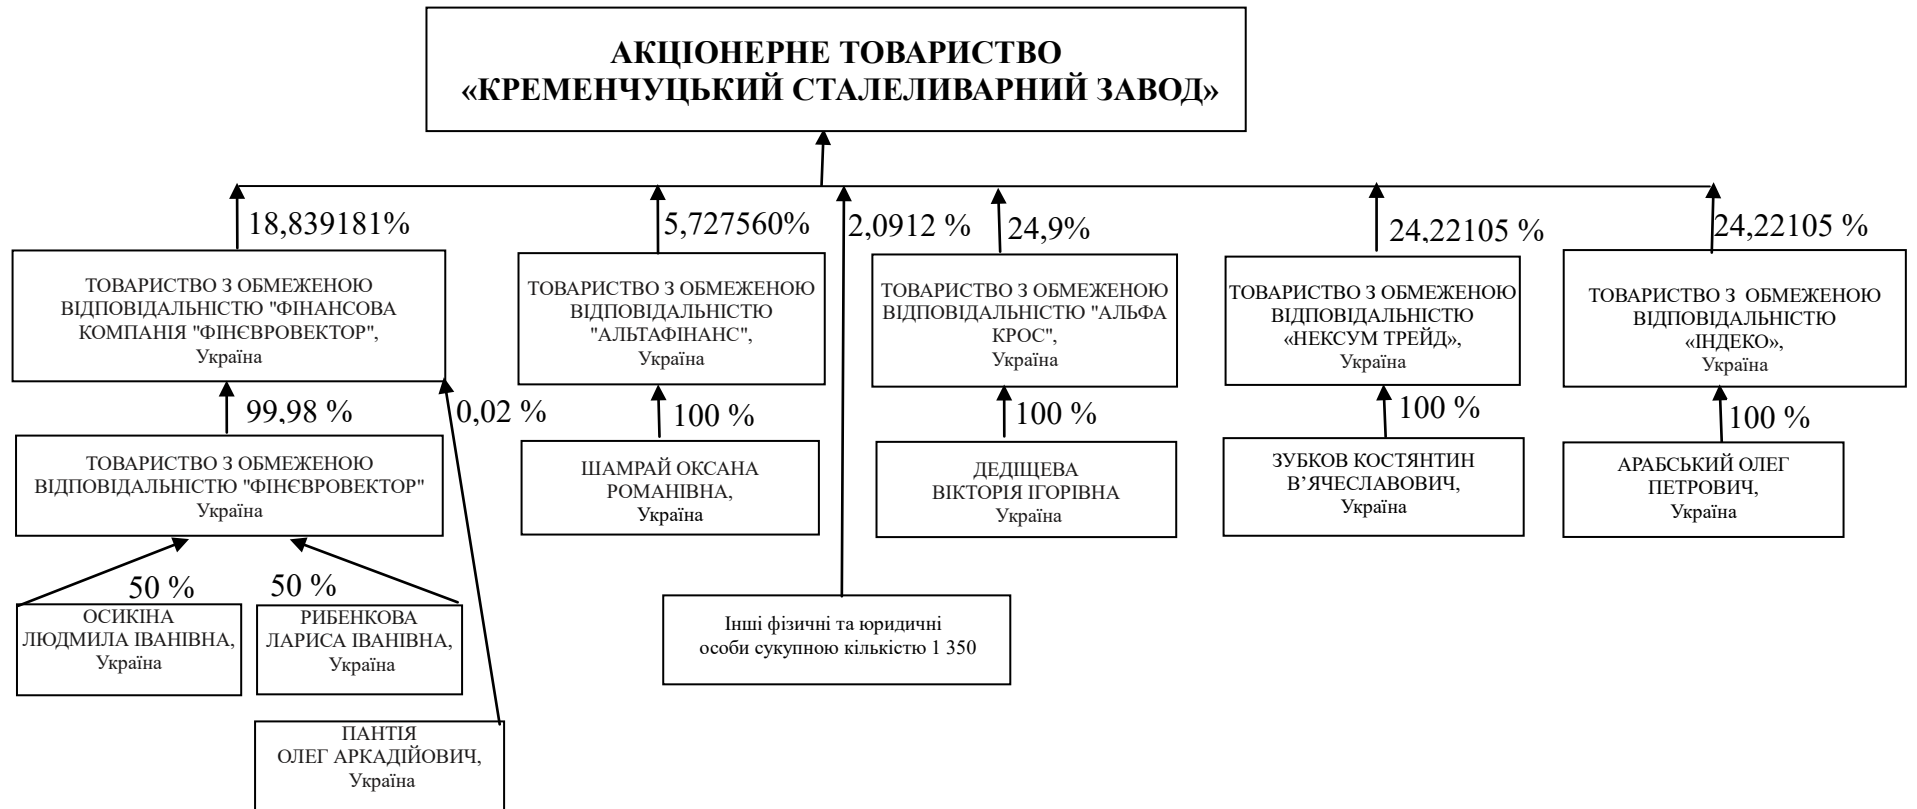 АКЦІОНЕРНЕ ТОВАРИСТВО
«КРЕМЕНЧУЦЬКИЙ СТАЛЕЛИВАРНИЙ ЗАВОД»
18,839181%
5,727560%
2,0912 %
24,9%
24,22105 %
24,22105 %
ТОВАРИСТВО З ОБМЕЖЕНОЮ
ВІДПОВІДАЛЬНІСТЮ "ФІНАНСОВА
КОМПАНІЯ "ФІНЄВРОВЕКТОР",
Україна
ТОВАРИСТВО З ОБМЕЖЕНОЮ
ВІДПОВІДАЛЬНІСТЮ
"АЛЬТАФІНАНС",
Україна
ТОВАРИСТВО З ОБМЕЖЕНОЮ
ВІДПОВІДАЛЬНІСТЮ "АЛЬФА
КРОС",
Україна
ТОВАРИСТВО З ОБМЕЖЕНОЮ
ВІДПОВІДАЛЬНІСТЮ
«НЕКСУМ ТРЕЙД»,
Україна
ТОВАРИСТВО З ОБМЕЖЕНОЮ
ВІДПОВІДАЛЬНІСТЮ
«ІНДЕКО»,
Україна
99,98 %
0,02 %
100 %
100 %
100 %
100 %
ТОВАРИСТВО З ОБМЕЖЕНОЮ
ВІДПОВІДАЛЬНІСТЮ "ФІНЄВРОВЕКТОР"
Україна
ШАМРАЙ ОКСАНА
РОМАНІВНА,
Україна
ДЕДІЩЕВА
ВІКТОРІЯ ІГОРІВНА
Україна
ЗУБКОВ КОСТЯНТИН
В’ЯЧЕСЛАВОВИЧ,
Україна
АРАБСЬКИЙ ОЛЕГ
ПЕТРОВИЧ,
Україна
50 %
50 %
ОСИКІНА
ЛЮДМИЛА ІВАНІВНА,
Україна
РИБЕНКОВА
ЛАРИСА ІВАНІВНА,
Україна
Інші фізичні та юридичні
особи сукупною кількістю 1 350
ПАНТІЯ
ОЛЕГ АРКАДІЙОВИЧ,
Україна